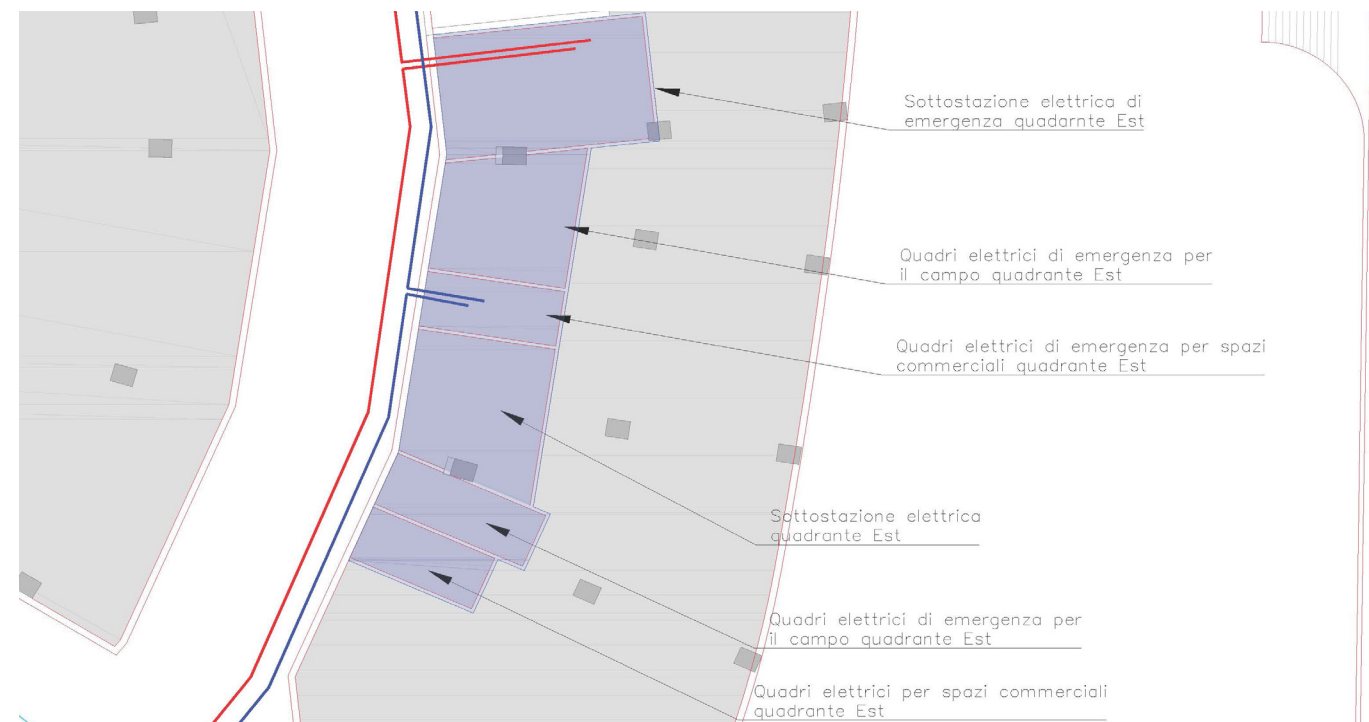 Sottostazione elettrica di
emergenza quadarnte Est
Quadri elettrici di emergenza per
il campo quadrante Est
Quadri elettrici di emergenza per spazi
commerciali quadrante Est
Sottostazione elettrica
quadrante Est
Quadri elettrici di emergenza per
il campo quadrante Est
Quadri elettrici per spazi commerciali
quadrante Est